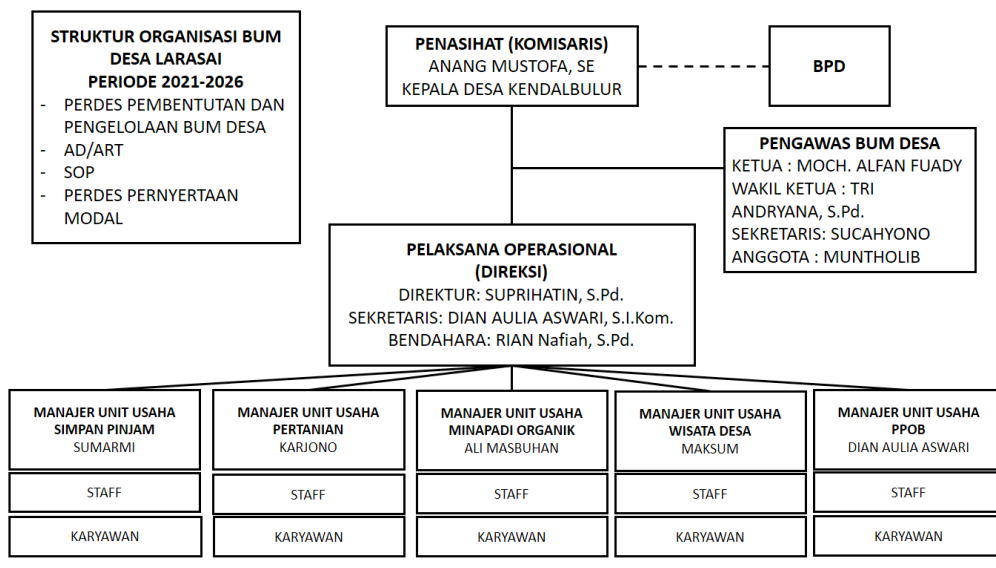 STRUKTUR ORGANISASI BUM
DESA LARASAI
PERIODE 2021-2026
- PERDES PEMBENTUTAN DAN
PENGELOLAAN BUM DESA
- AD/ART
- SOP
- PERDES PERNYERTAAN
MODAL
PENASIHAT (KOMISARIS)
ANANG MUSTOFA, SE
KEPALA DESA KENDALBULUR
BPD
PENGAWAS BUM DESA
KETUA : MOCH. ALFAN FUADY
WAKIL KETUA : TRI
ANDRYANA, S.Pd.
SEKRETARIS: SUCAHYONO
ANGGOTA : MUNTHOLIB
PELAKSANA OPERASIONAL
(DIREKSI)
DIREKTUR: SUPRIHATIN, S.Pd.
SEKRETARIS: DIAN AULIA ASWARI, S.I.Kom.
BENDAHARA: RIAN Nafiah, S.Pd.
MANAJER UNIT USAHA
SIMPAN PINJAM
SUMARMI
STAFF
KARYAWAN
MANAJER UNIT USAHA
PERTANIAN
KARJONO
STAFF
KARYAWAN
MANAJER UNIT USAHA
MINAPADI ORGANIK
ALI MASBUHAN
STAFF
KARYAWAN
MANAJER UNIT USAHA
WISATA DESA
MAKSUM
STAFF
KARYAWAN
MANAJER UNIT USAHA
PPOB
DIAN AULIA ASWARI
STAFF
KARYAWAN